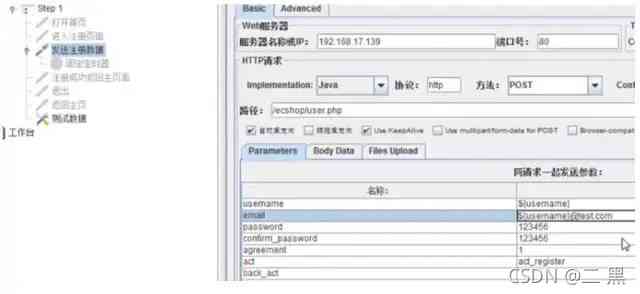 Step 1
打开首页
进入注册页面
发送注册数据
固定定时器
注册成功返回主页面
退出
返回主页
测试数据
工作台
Basic Advanced
Web服务器
服务器名称或IP: 192.168.17.139 端口号: 80
HTTP请求
Implementation: Java 协议: http 方法: POST
路径: /ecshop/user.php
自动重定向 跟随重定向 Use KeepAlive Use multipart/form-data for POST Browser-compat
Parameters Body Data Files Upload
同请求一起发送参数:
名称:
username ${username}
email ${username}@test.com
password 123456
confirm_password 123456
agreement 1
act act_register
back_act
CSDN @二 黑